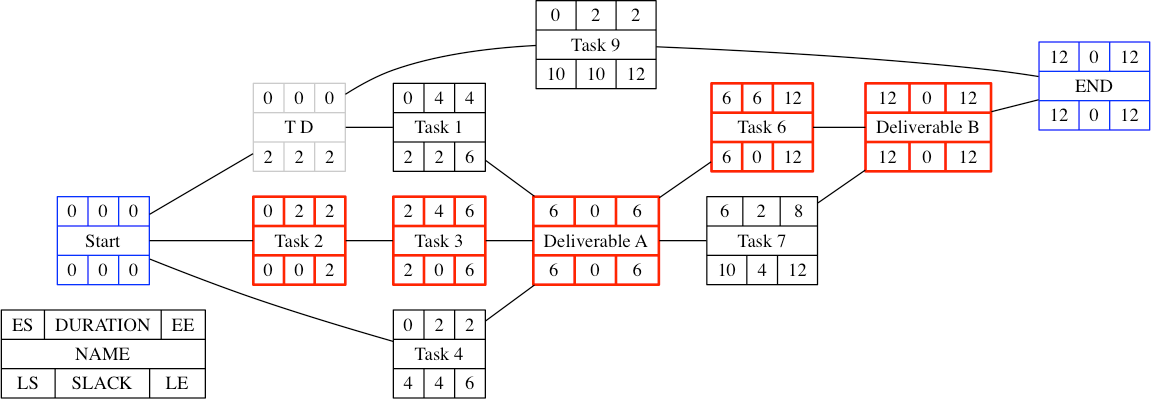 0 2 2
Task 9
10 10 12
12 0 12
END
12 0 12
0 0 0
T D
2 2 2
0 4 4
Task 1
2 2 6
6 6 12
Task 6
6 0 12
12 0 12
Deliverable B
12 0 12
0 0 0
Start
0 0 0
0 2 2
Task 2
0 0 2
2 4 6
Task 3
2 0 6
6 0 6
Deliverable A
6 0 6
6 2 8
Task 7
10 4 12
ES DURATION EE
NAME
LS SLACK LE
0 2 2
Task 4
4 4 6